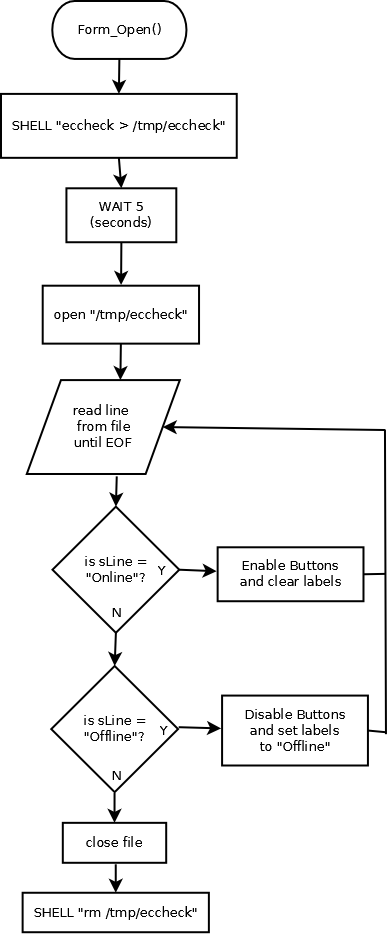 Form_Open()
SHELL "eccheck > /tmp/eccheck"
WAIT 5
(seconds)
open "/tmp/eccheck"
read line
from file
until EOF
is sLine =
"Online"?
Y
N
Enable Buttons
and clear labels
is sLine =
"Offline"?
Y
N
Disable Buttons
and set labels
to "Offline"
close file
SHELL "rm /tmp/eccheck"